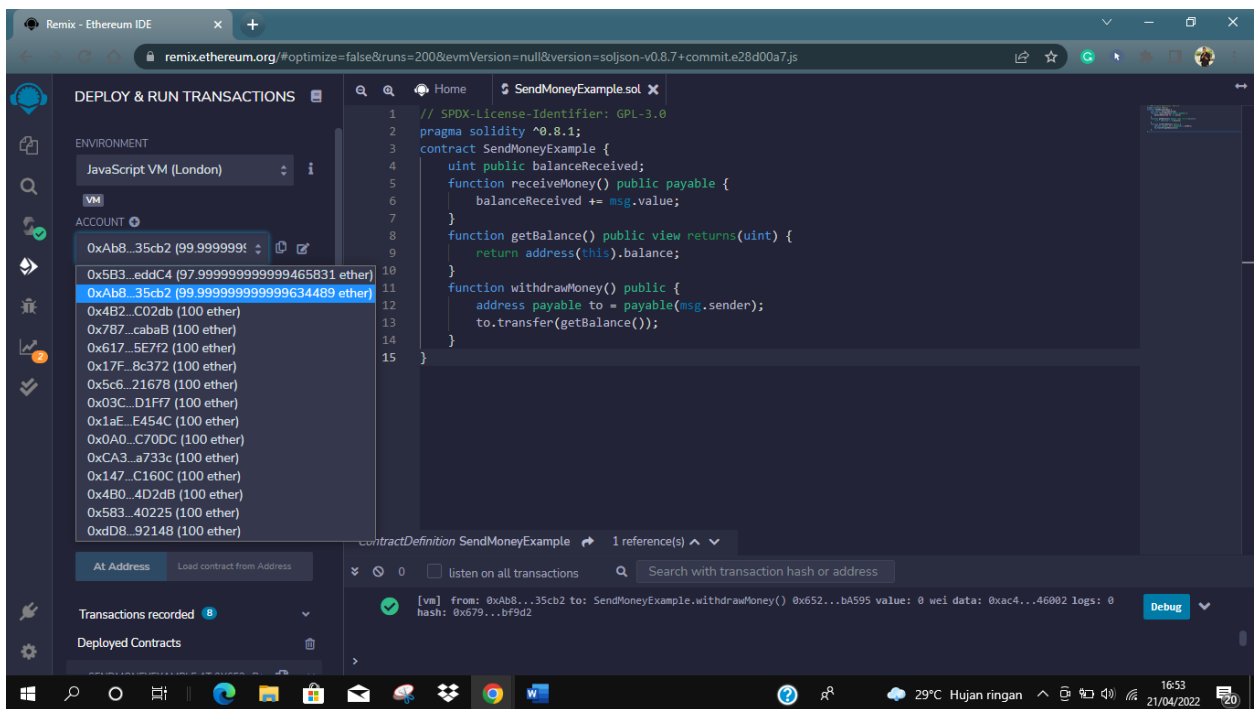 Remix - Ethereum IDE
remix.ethereum.org/#optimize=false&runs=200&evmVersion=null&version=soljson-v0.8.7+commit.e28d00a7.js
DEPLOY & RUN TRANSACTIONS
ENVIRONMENT
JavaScript VM (London)
VM
ACCOUNT
0xAb8...35cb2 (99.9999999
0x5B3...eddC4 (97.999999999999465831 ether)
0xAb8...35cb2 (99.999999999999634489 ether)
0x4B2...C02db (100 ether)
0x787...cabaB (100 ether)
0x617...5E7f2 (100 ether)
0x17F...8c372 (100 ether)
0x5c6...21678 (100 ether)
0x03C...D1Ff7 (100 ether)
0x1aE...E454C (100 ether)
0x0A0...C70DC (100 ether)
0xCA3...a733c (100 ether)
0x147...C160C (100 ether)
0x4B0...4D2dB (100 ether)
0x583...40225 (100 ether)
0xdD8...92148 (100 ether)
At Address Load contract from Address
Transactions recorded 8
Deployed Contracts
2
Home SendMoneyExample.sol
1 // SPDX-License-Identifier: GPL-3.0
2 pragma solidity ^0.8.1;
3 contract SendMoneyExample {
4 uint public balanceReceived;
5 function receiveMoney() public payable {
6 balanceReceived += msg.value;
7 }
8 function getBalance() public view returns(uint) {
9 return address(this).balance;
10 }
11 function withdrawMoney() public {
12 address payable to = payable(msg.sender);
13 to.transfer(getBalance());
14 }
15 }
ContractDefinition SendMoneyExample 1 reference(s)
0 listen on all transactions Search with transaction hash or address
[vm] from: 0xAb8...35cb2 to: SendMoneyExample.withdrawMoney() 0x652...bA595 value: 0 wei data: 0xac4...46002 logs: 0
hash: 0x679...bf9d2
Debug
>
29°C Hujan ringan
16:53
21/04/2022
20